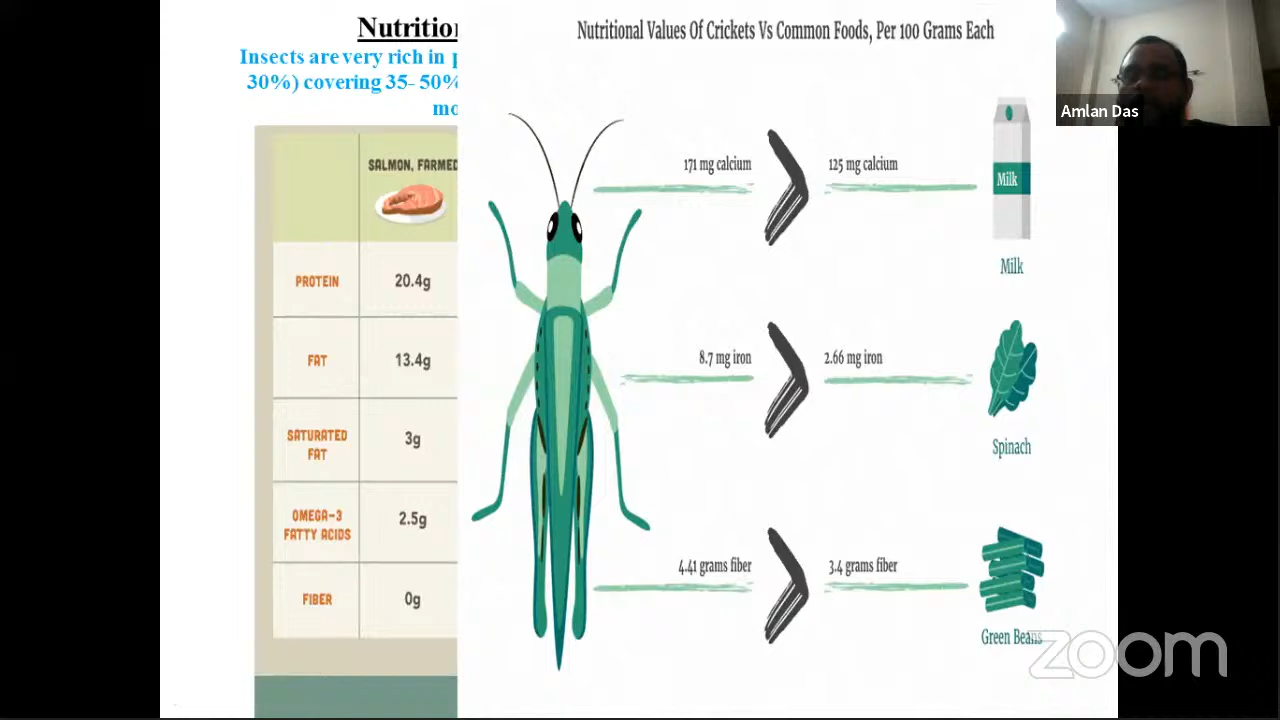 Nutrition
Insects are very rich in p
30%) covering 35- 50%
mo
SALMON, FARMED
PROTEIN 20.4g
FAT 13.4g
SATURATED
FAT
3g
OMEGA-3
FATTY ACIDS
2.5g
FIBER 0g
Nutritional Values Of Crickets Vs Common Foods, Per 100 Grams Each
171 mg calcium 125 mg calcium
Milk
Milk
8.7 mg iron 2.66 mg iron
Spinach
4.41 grams fiber 3.4 grams fiber
Green Beans
Amlan Das
zoom